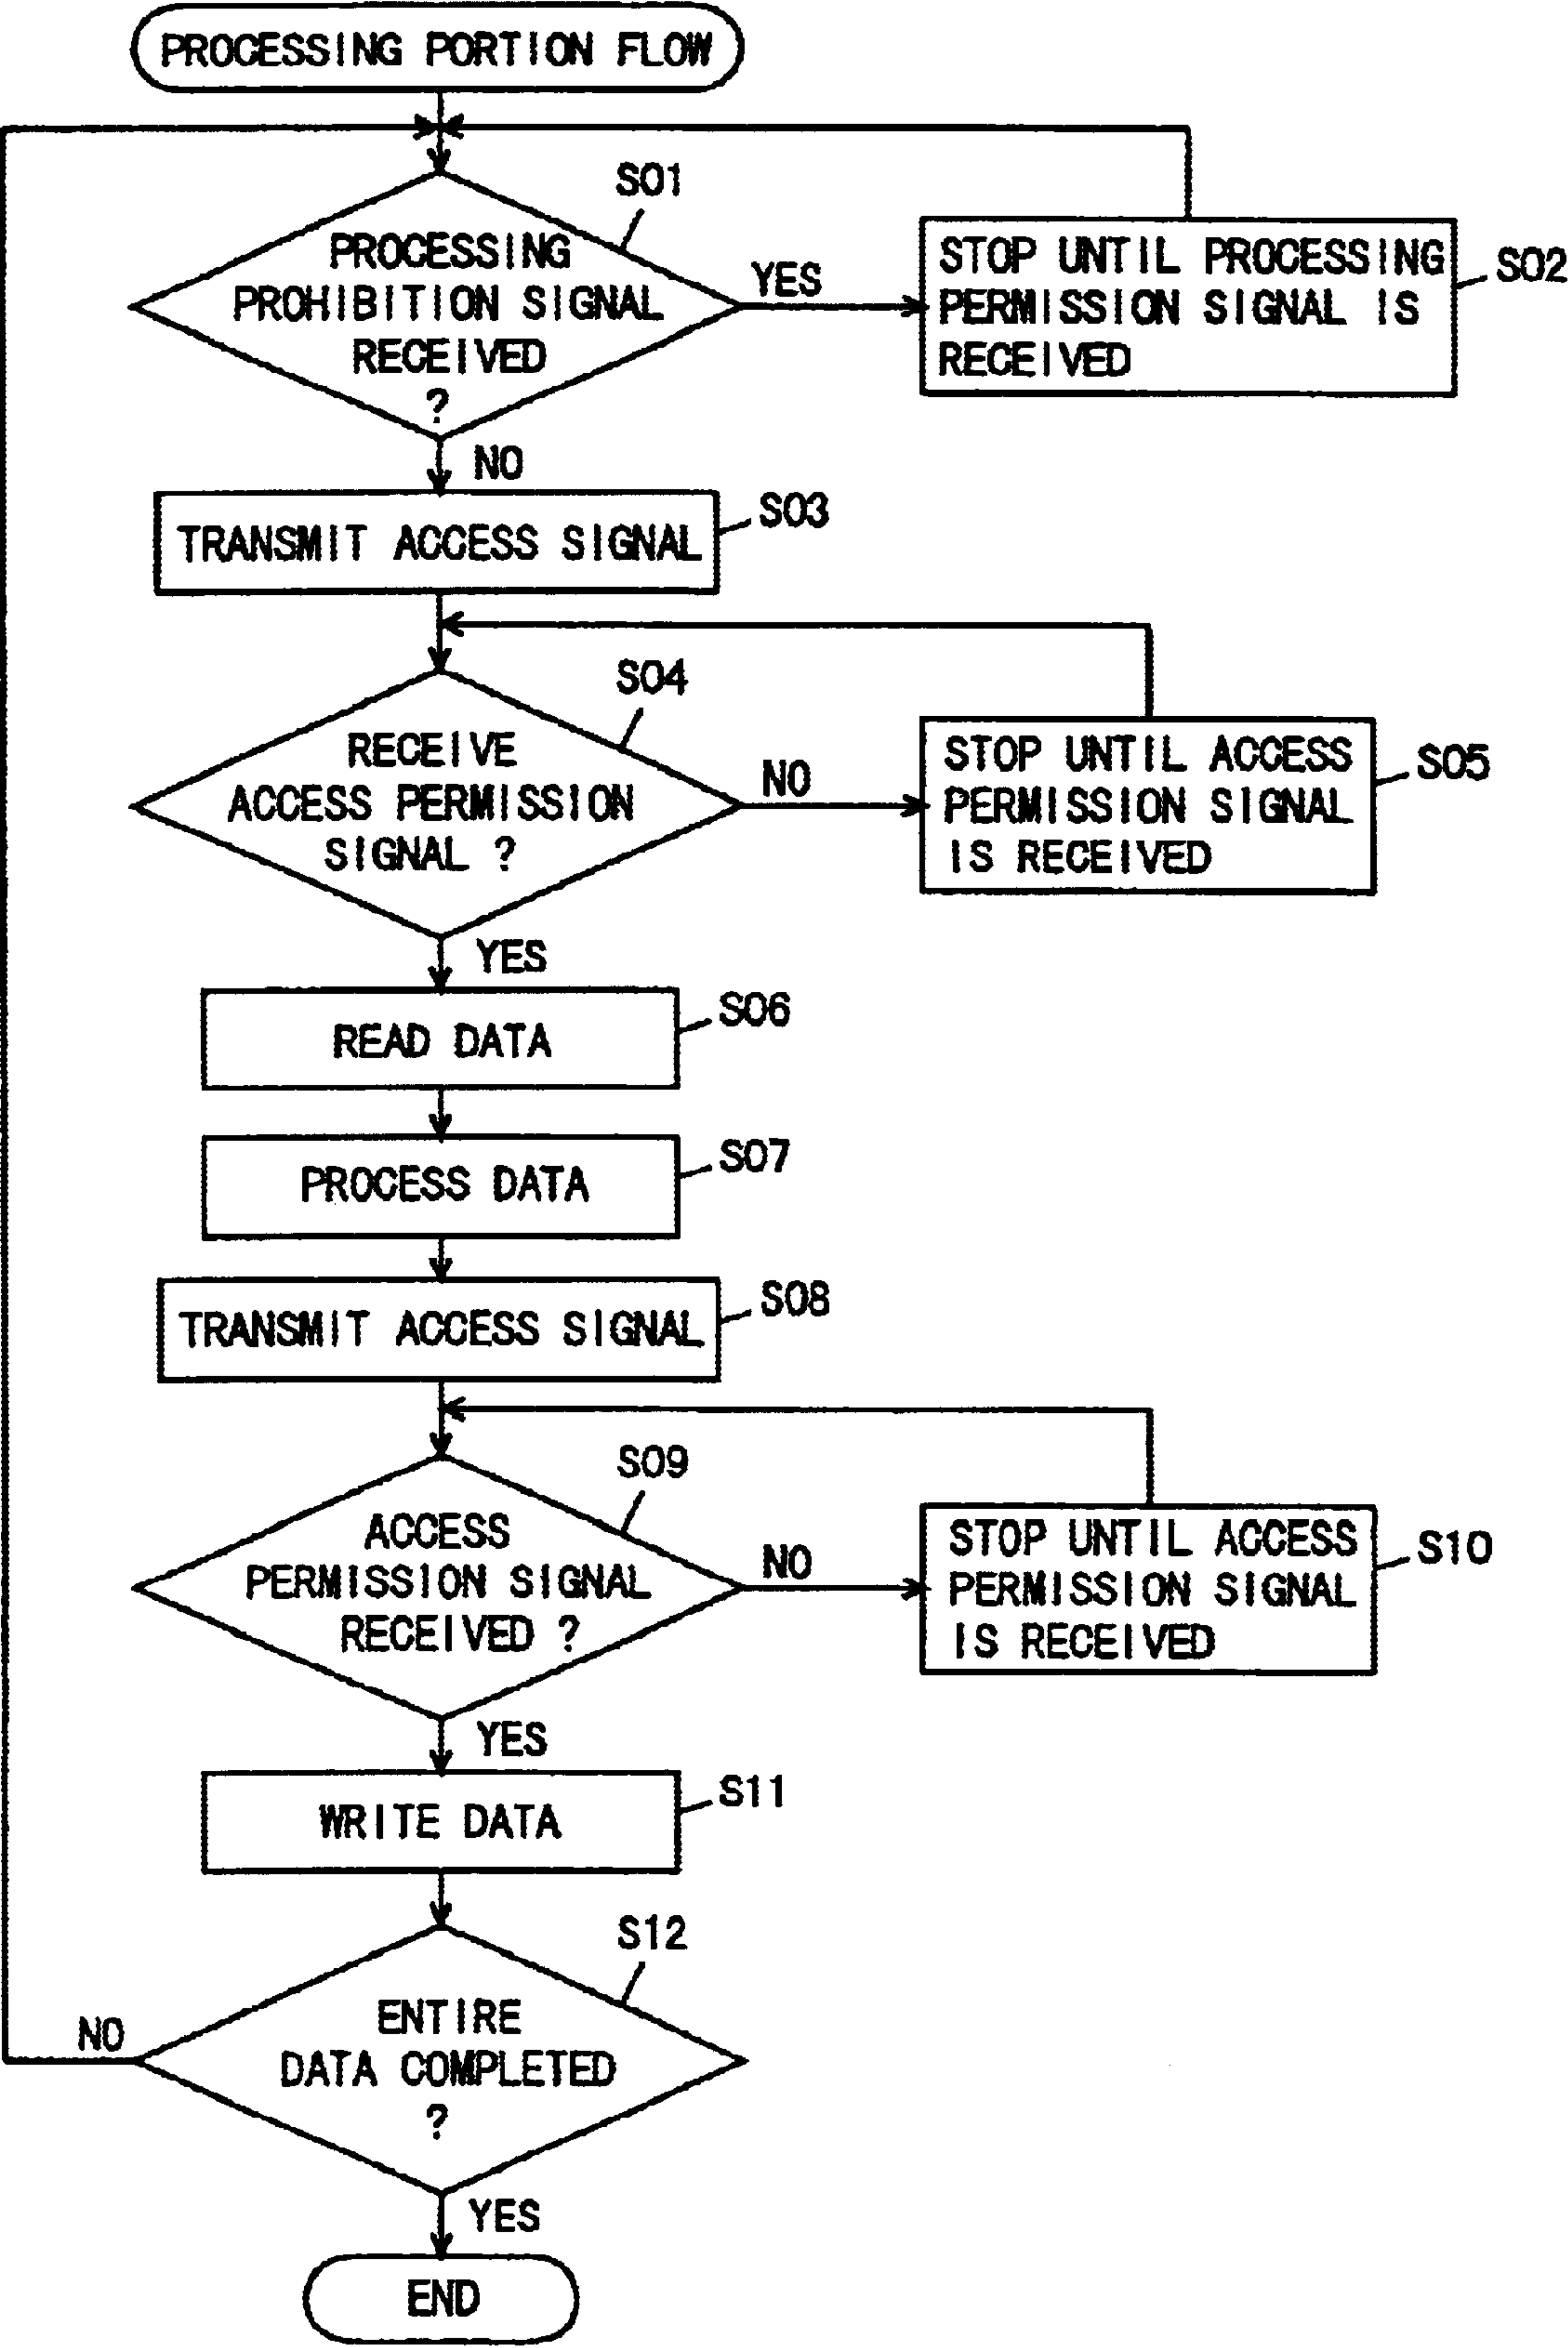 PROCESSING PORTION FLOW
S01
PROCESSING
PROHIBITION SIGNAL
RECEIVED
?
YES
STOP UNTIL PROCESSING
PERMISSION SIGNAL IS
RECEIVED
S02
NO
TRANSMIT ACCESS SIGNAL
S03
S04
RECEIVE
ACCESS PERMISSION
SIGNAL ?
NO
STOP UNTIL ACCESS
PERMISSION SIGNAL
IS RECEIVED
S05
YES
READ DATA
S06
PROCESS DATA
S07
TRANSMIT ACCESS SIGNAL
S08
S09
ACCESS
PERMISSION SIGNAL
RECEIVED ?
NO
STOP UNTIL ACCESS
PERMISSION SIGNAL
IS RECEIVED
S10
YES
WRITE DATA
S11
S12
ENTIRE
DATA COMPLETED
?
NO
YES
END